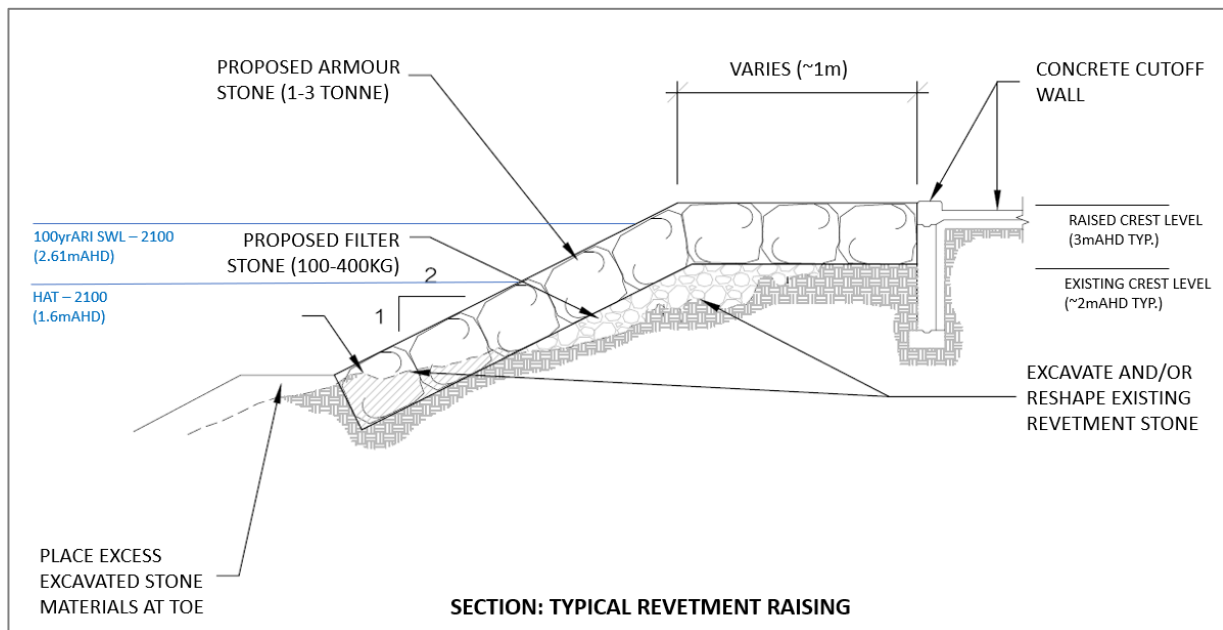 PROPOSED ARMOUR
STONE (1-3 TONNE)
VARIES (~1m)
CONCRETE CUTOFF
WALL
100yrARI SWL – 2100
(2.61mAHD)
PROPOSED FILTER
STONE (100-400KG)
RAISED CREST LEVEL
(3mAHD TYP.)
HAT – 2100
(1.6mAHD)
2
1
EXISTING CREST LEVEL
(~2mAHD TYP.)
EXCAVATE AND/OR
RESHAPE EXISTING
REVETMENT STONE
PLACE EXCESS
EXCAVATED STONE
MATERIALS AT TOE
SECTION: TYPICAL REVETMENT RAISING